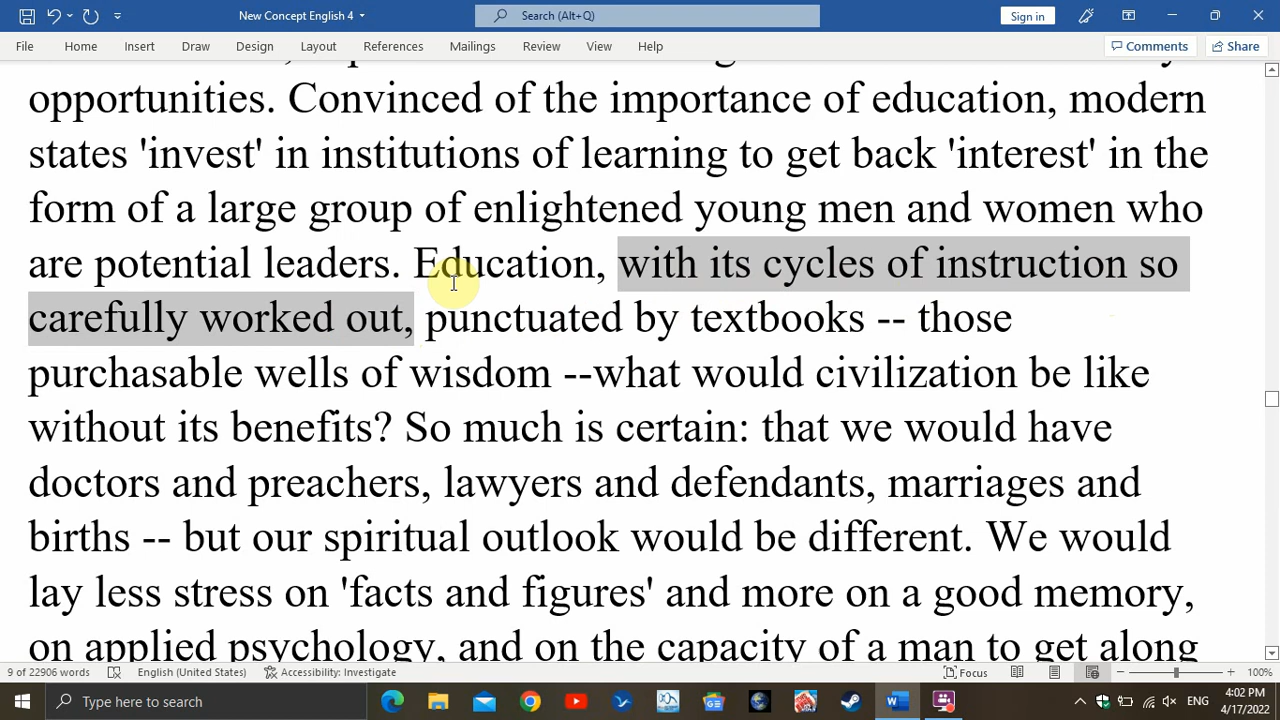 New Concept English 4
Search (Alt+Q)
Sign in
File Home Insert Draw Design Layout References Mailings Review View Help
Comments Share
opportunities. Convinced of the importance of education, modern
states 'invest' in institutions of learning to get back 'interest' in the
form of a large group of enlightened young men and women who
are potential leaders. Education, with its cycles of instruction so
carefully worked out, punctuated by textbooks -- those
purchasable wells of wisdom --what would civilization be like
without its benefits? So much is certain: that we would have
doctors and preachers, lawyers and defendants, marriages and
births -- but our spiritual outlook would be different. We would
lay less stress on 'facts and figures' and more on a good memory,
on applied psychology, and on the capacity of a man to get along
9 of 22906 words English (United States) Accessibility: Investigate Focus 100%
Type here to search
ENG
4:02 PM
4/17/2022